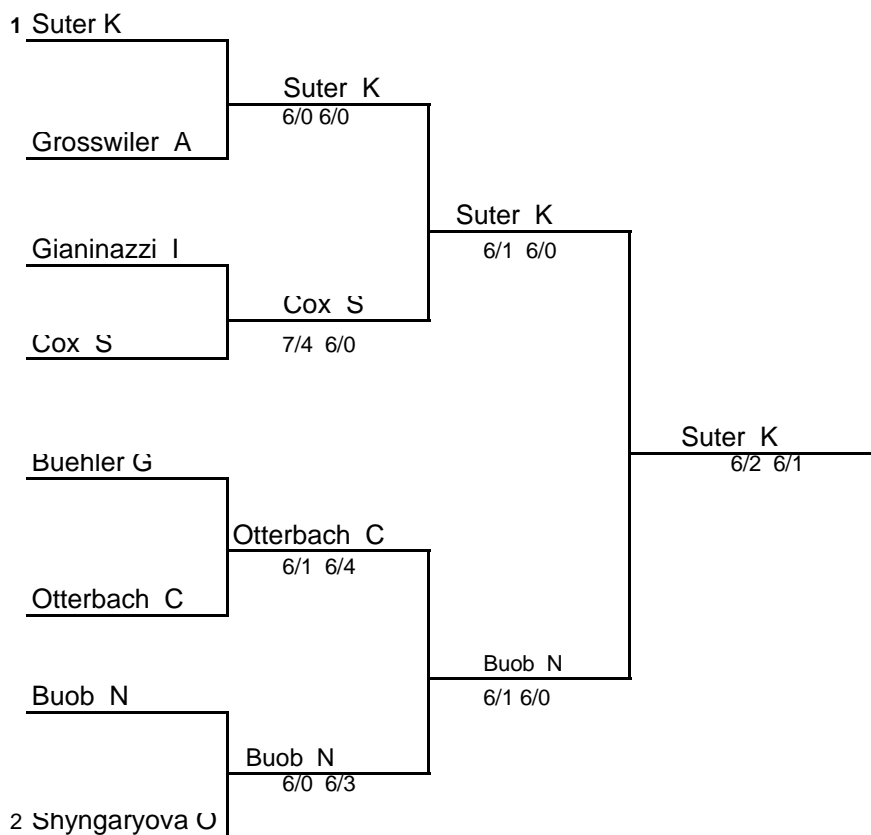 1 Suter K
Suter K
6/0 6/0
Grosswiler A
Suter K
6/1 6/0
Gianinazzi I
Cox S
7/4 6/0
Cox S
Suter K
6/2 6/1
Buehler G
Otterbach C
6/1 6/4
Otterbach C
Buob N
6/1 6/0
Buob N
Buob N
6/0 6/3
2 Shyngaryova O